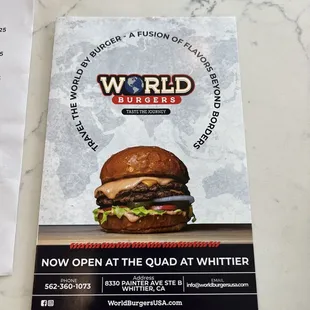 25
25
TRAVEL THE WORLD BY BURGER - A FUSION OF FLAVORS BEYOND BORDERS
WORLD
BURGERS
TASTE THE JOURNEY
NOW OPEN AT THE QUAD AT WHITTIER
PHONE
562-360-1073
Address
8330 PAINTER AVE STE B
WHITTIER, CA
EMAIL
info@worldburgersusa.com
WorldBurgersUSA.com